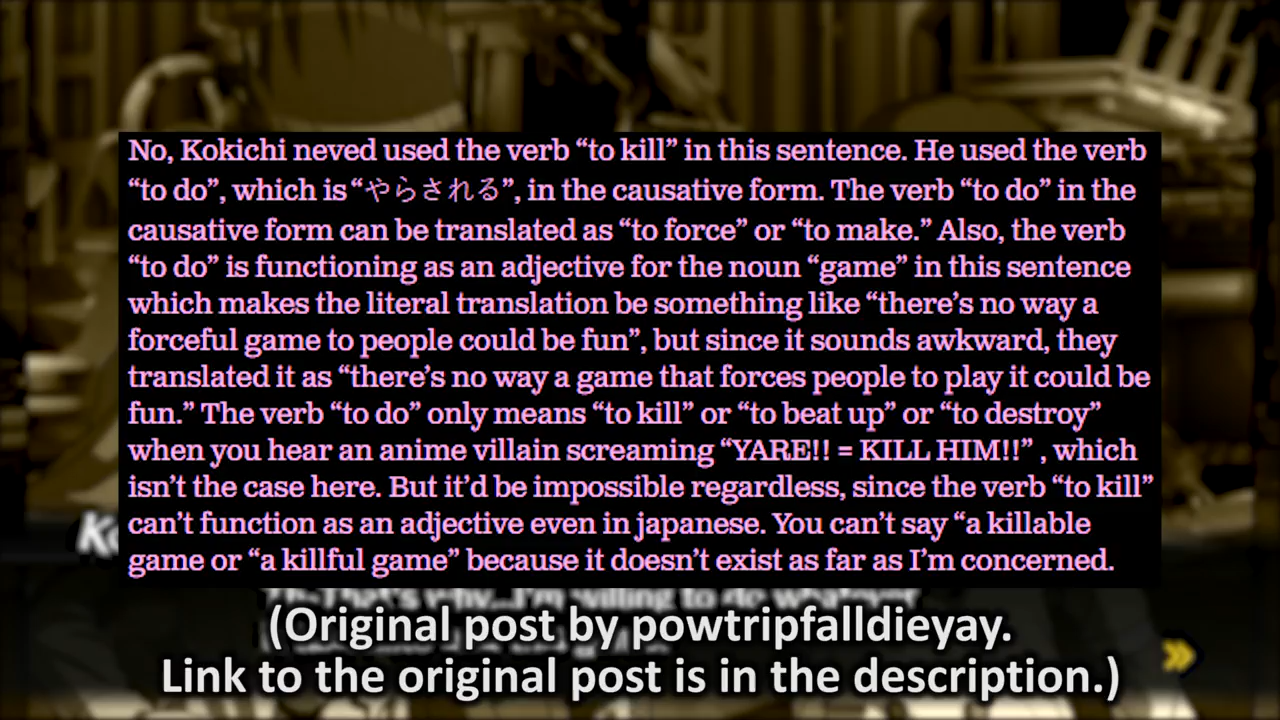 No, Kokichi neved used the verb “to kill” in this sentence. He used the verb
“to do”, which is “やらされる”, in the causative form. The verb “to do” in the
causative form can be translated as “to force” or “to make.” Also, the verb
“to do” is functioning as an adjective for the noun “game” in this sentence
which makes the literal translation be something like “there’s no way a
forceful game to people could be fun”, but since it sounds awkward, they
translated it as “there’s no way a game that forces people to play it could be
fun.” The verb “to do” only means “to kill” or “to beat up” or “to destroy”
when you hear an anime villain screaming “YARE!! = KILL HIM!!” , which
isn’t the case here. But it’d be impossible regardless, since the verb “to kill”
can’t function as an adjective even in japanese. You can’t say “a killable
game or “a killful game” because it doesn’t exist as far as I’m concerned.
Th-That's why...I'm willing to do whatever
(Original post by powtripfalldieyay.
Link to the original post is in the description.)